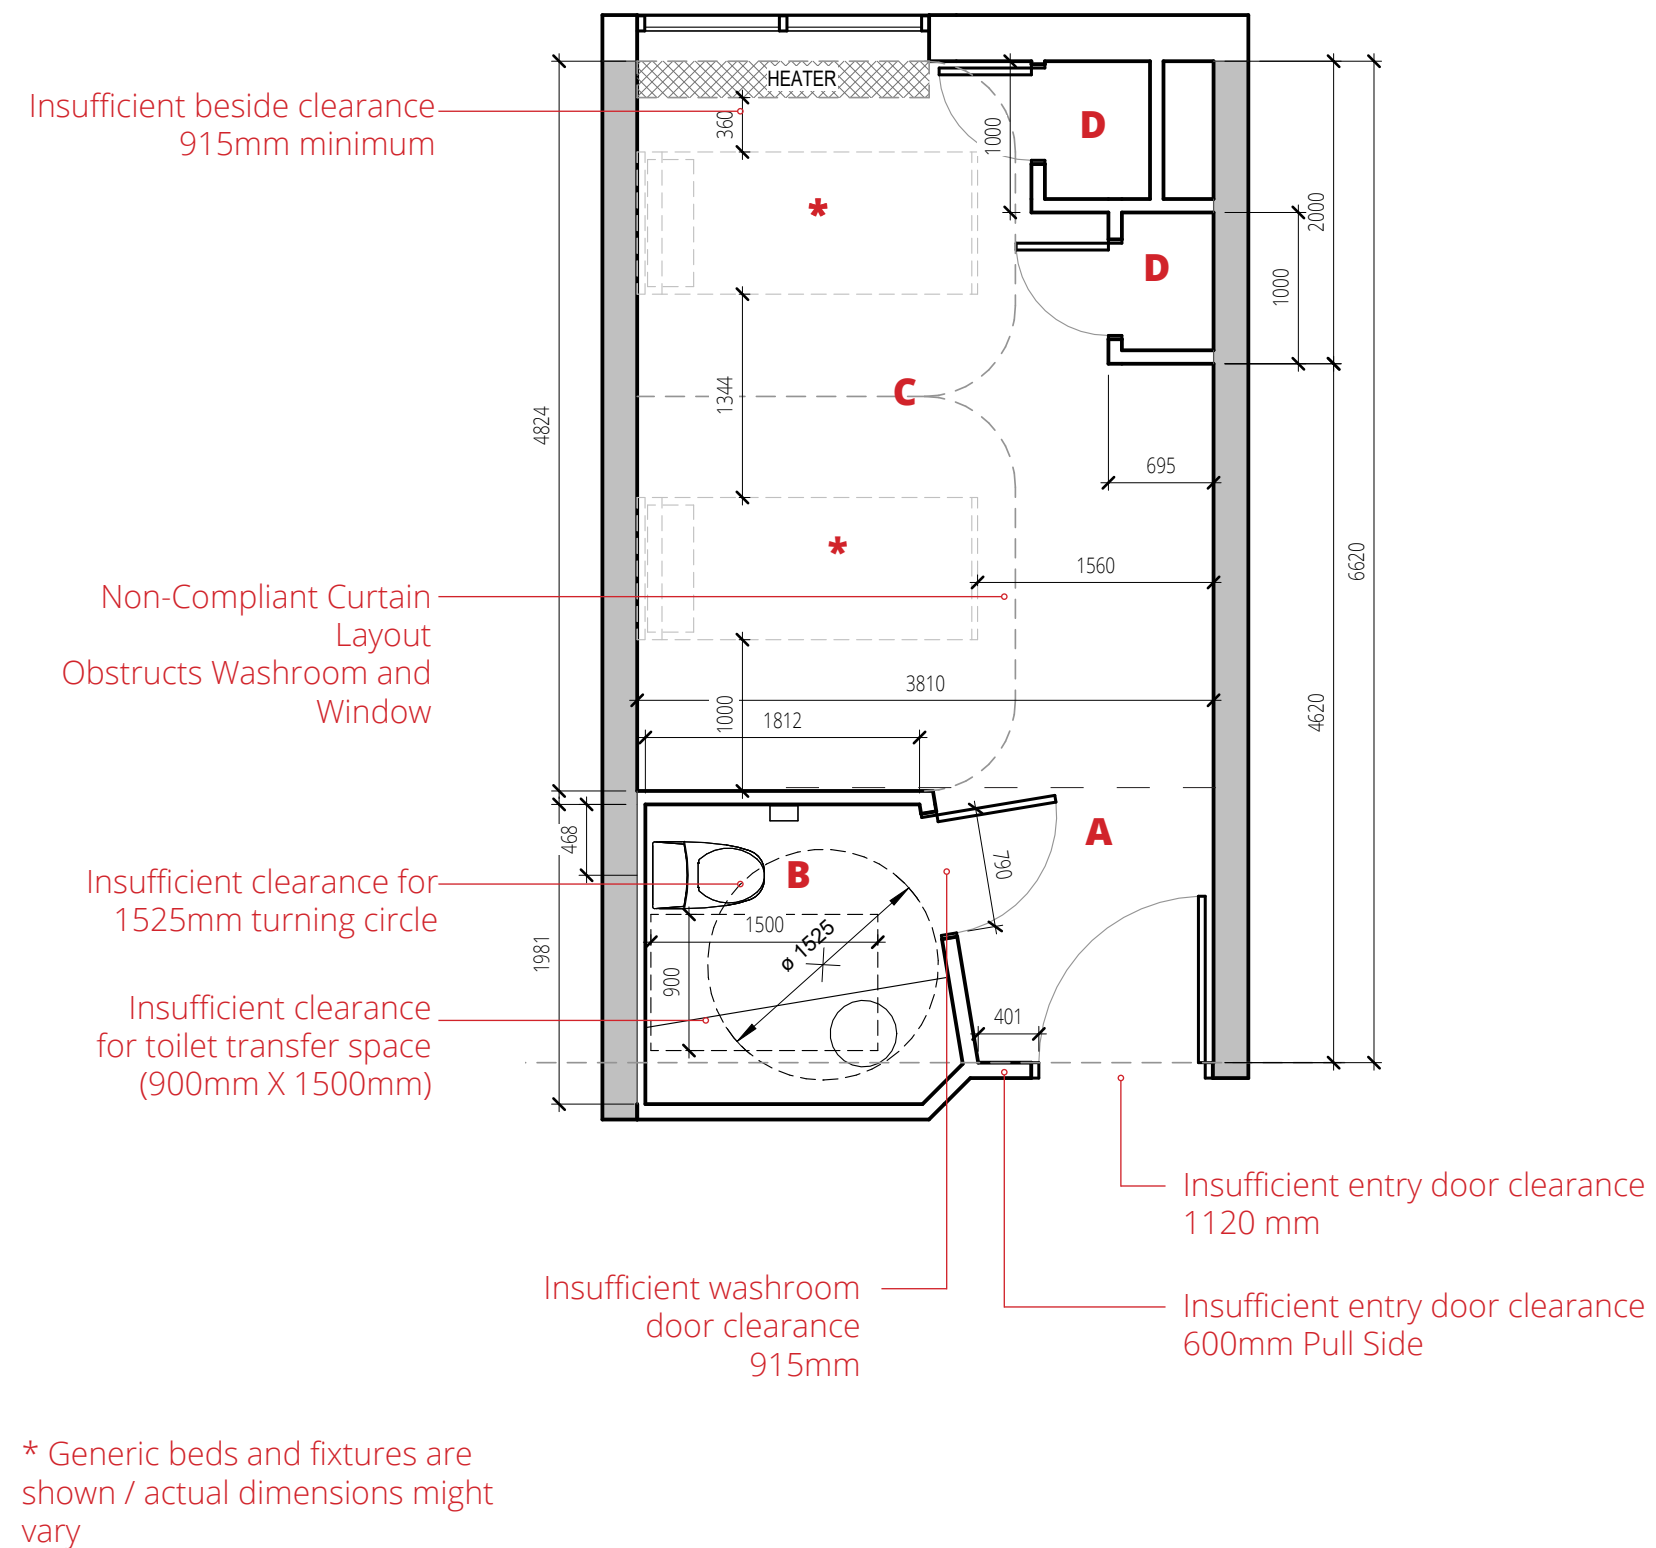 HEATER
Insufficient beside clearance
915mm minimum
360
1000
D
2000
*
D
1000
C
1344
4824
695
*
1560
6620
Non-Compliant Curtain
Layout
Obstructs Washroom and
Window
3810
1000
1812
4620
468
A
790
B
Insufficient clearance for
1525mm turning circle
1500
ø 1525
1981
900
Insufficient clearance
for toilet transfer space
(900mm X 1500mm)
401
Insufficient entry door clearance
1120 mm
Insufficient washroom
door clearance
915mm
Insufficient entry door clearance
600mm Pull Side
* Generic beds and fixtures are
shown / actual dimensions might
vary